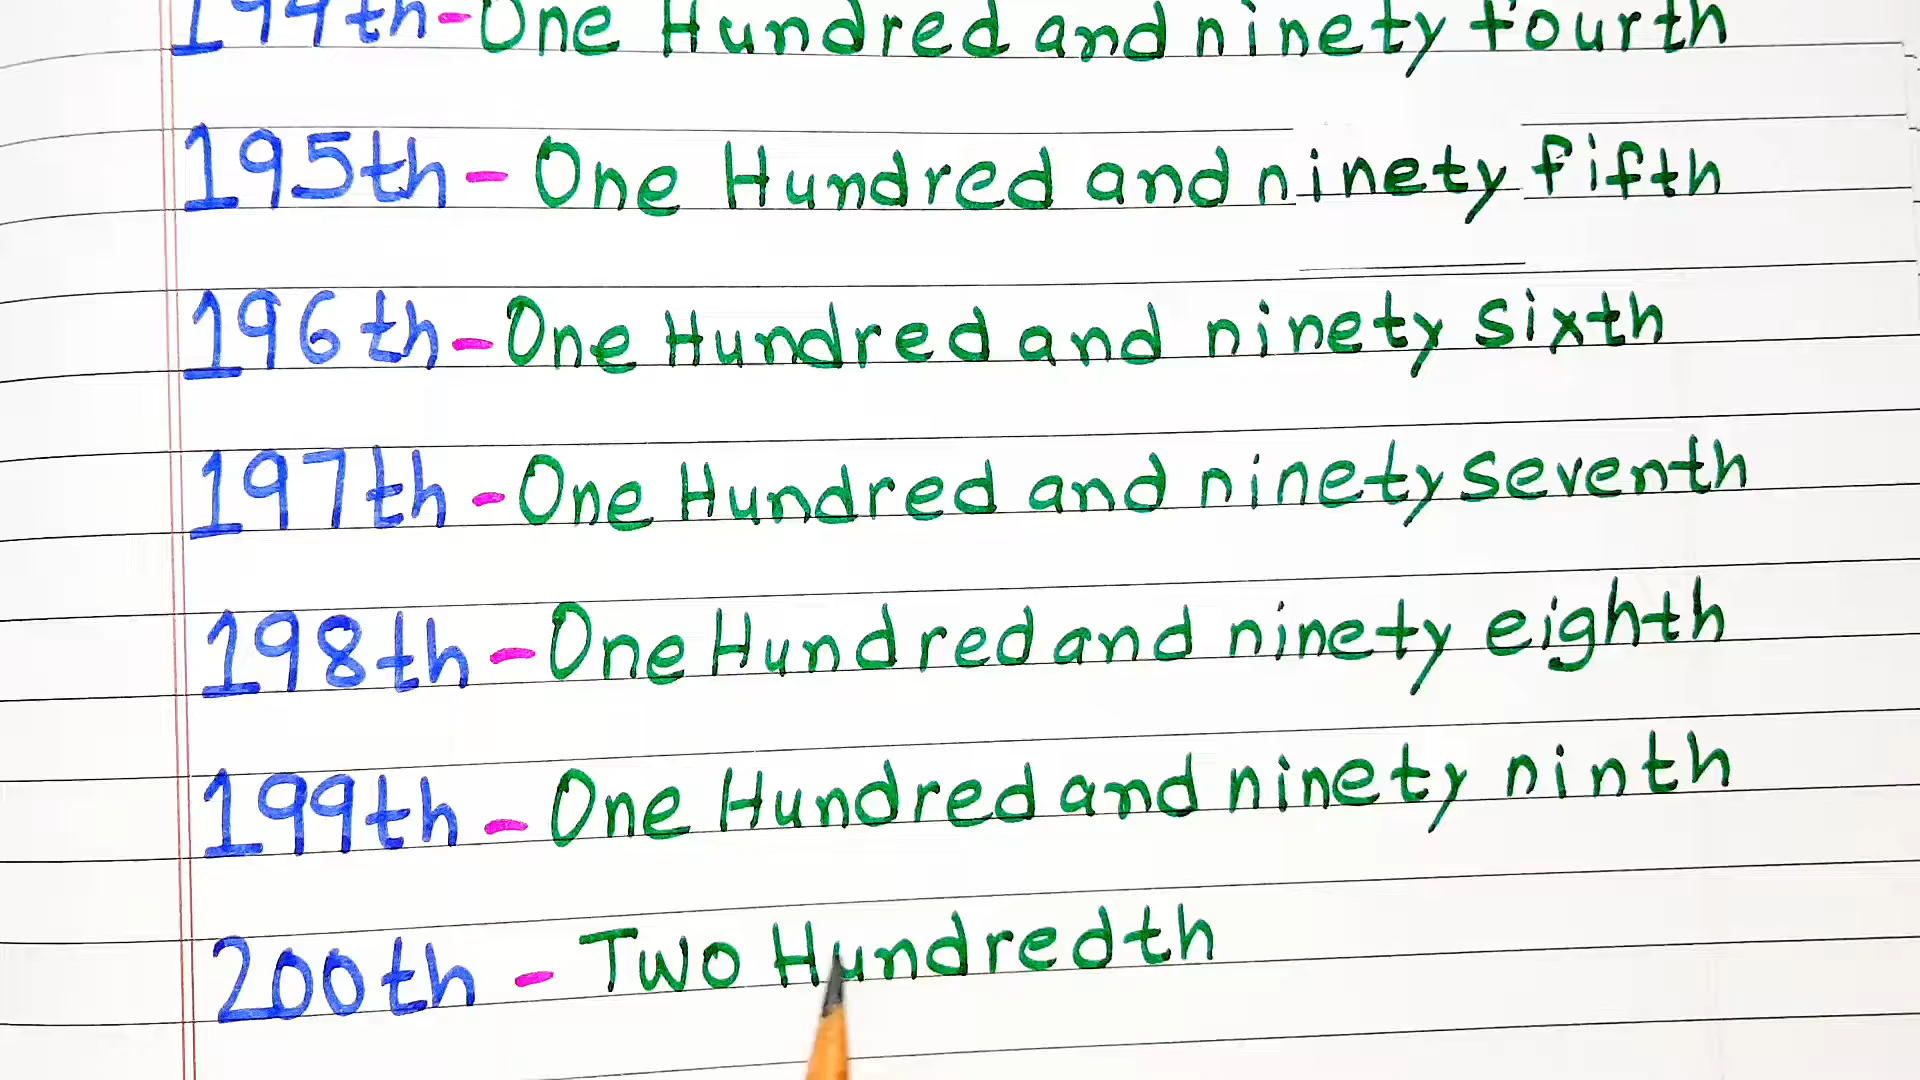 194th-One Hundred and ninety fourth
195th- One Hundred and ninety fifth
196th-One Hundred and ninety sixth
197th-One Hundred and ninety seventh
198th-One Hundred and ninety eighth
199th- One Hundred and ninety ninth
200th - Two Hundredth